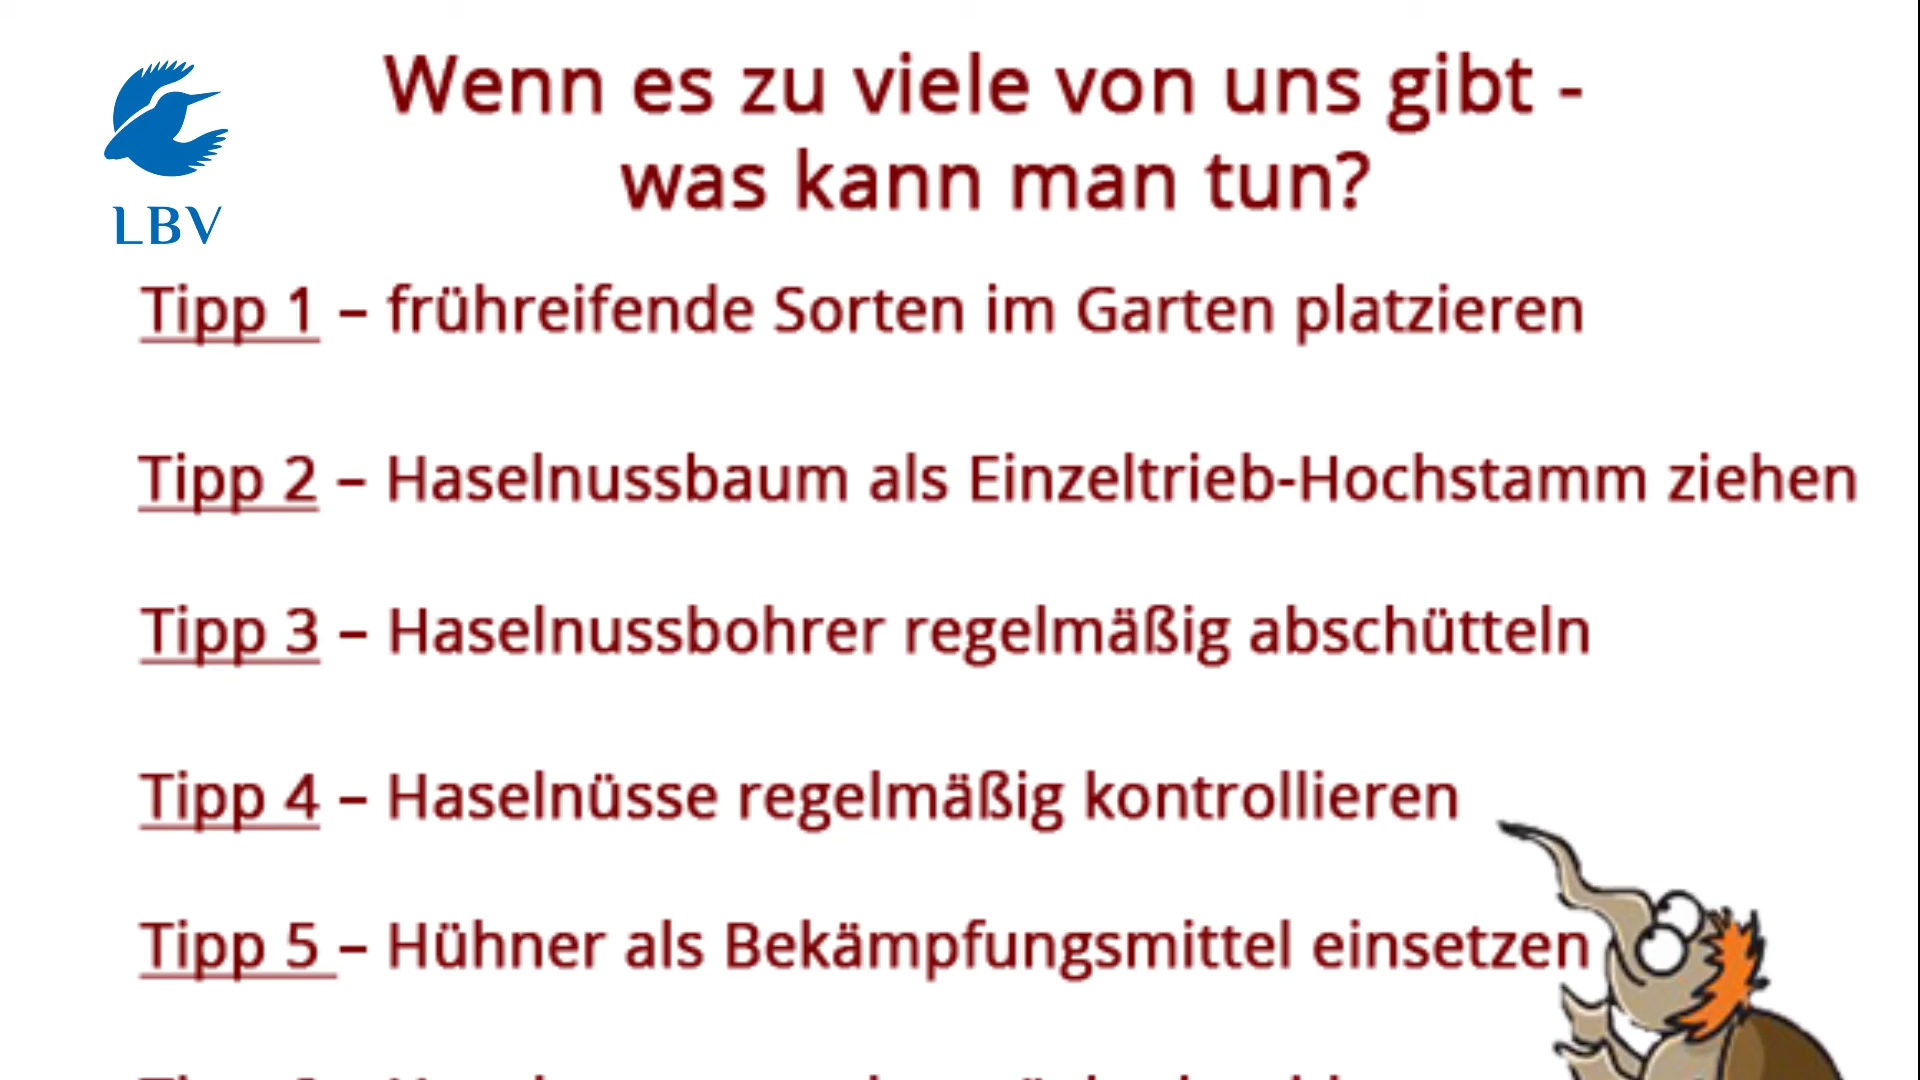 LBV
Wenn es zu viele von uns gibt -
was kann man tun?
Tipp 1 – frühreifende Sorten im Garten platzieren
Tipp 2 – Haselnussbaum als Einzeltrieb-Hochstamm ziehen
Tipp 3 – Haselnussbohrer regelmäßig abschütteln
Tipp 4 – Haselnüsse regelmäßig kontrollieren
Tipp 5 – Hühner als Bekämpfungsmittel einsetzen